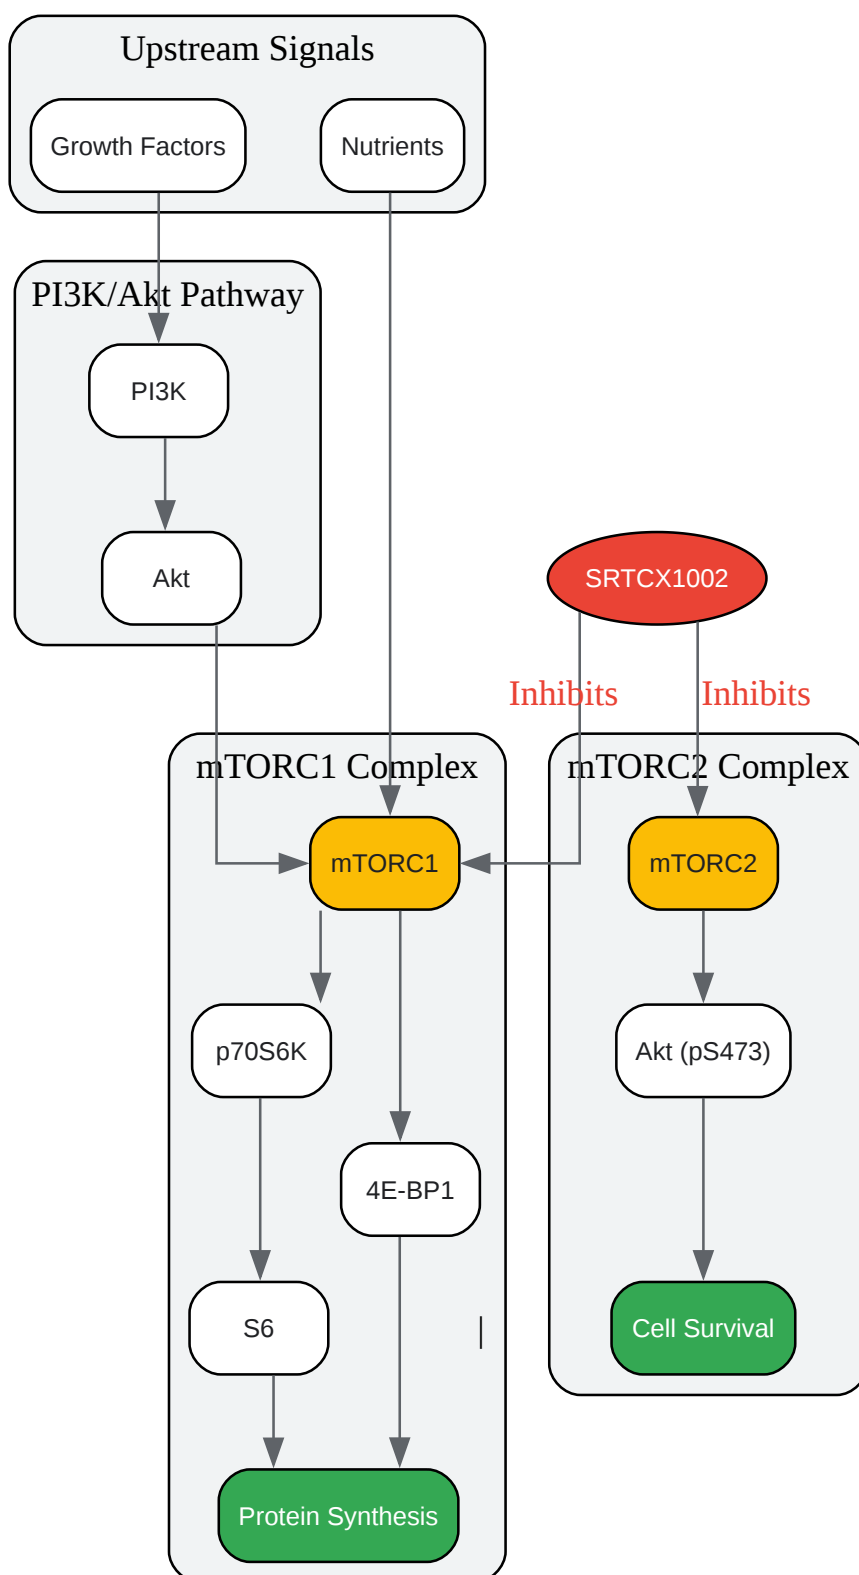 Upstream Signals
Growth Factors
Nutrients
PI3K/Akt Pathway
PI3K
Akt
SRTCX1002
Inhibits
Inhibits
mTORC1 Complex
mTORC2 Complex
mTORC1
mTORC2
p70S6K
Akt (pS473)
4E-BP1
S6
|
Cell Survival
Protein Synthesis